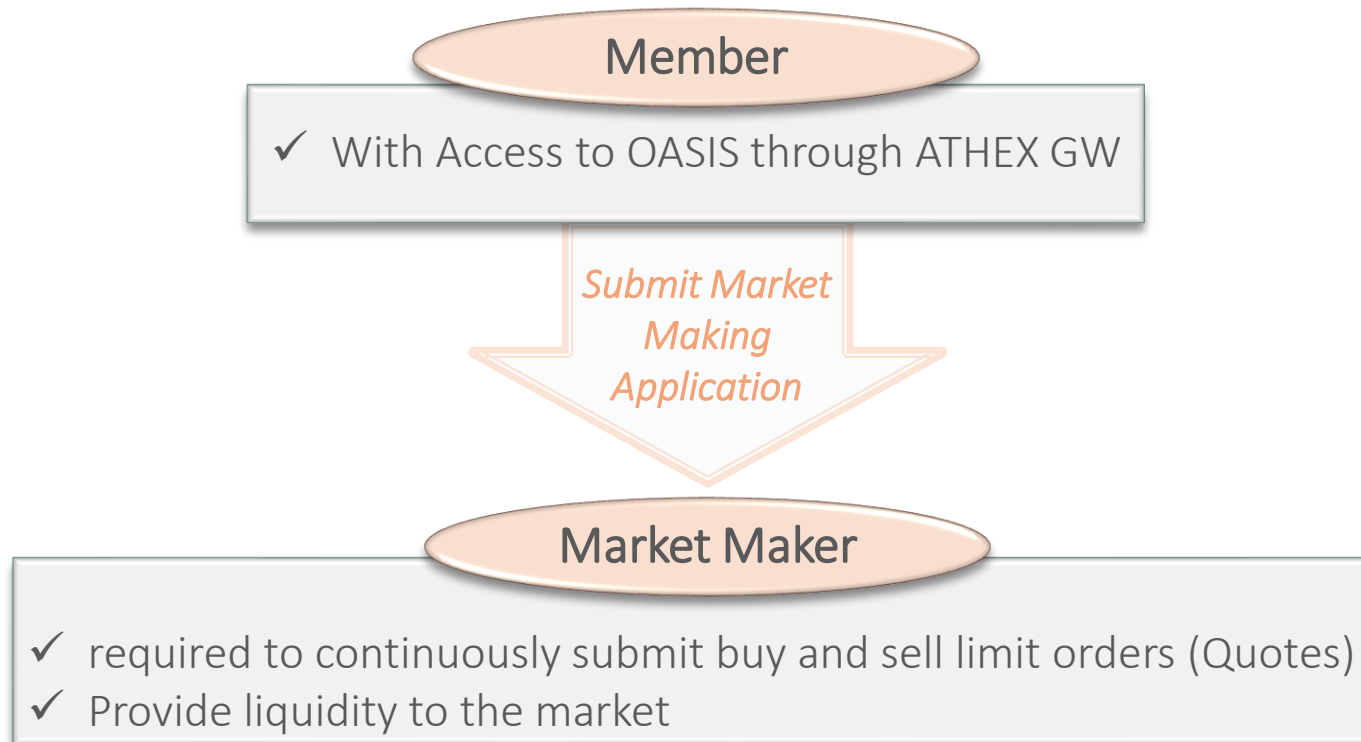 Member
✓ With Access to OASIS through ATHEX GW
Submit Market
Making
Application
Market Maker
✓ required to continuously submit buy and sell limit orders (Quotes)
✓ Provide liquidity to the market